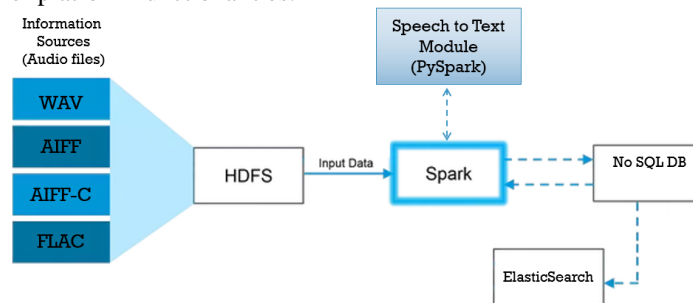 Information
Sources
(Audio files)
WAV
AIFF
AIFF-C
FLAC
HDFS
Input Data
Speech to Text
Module
(PySpark)
Spark
No SQL DB
ElasticSearch